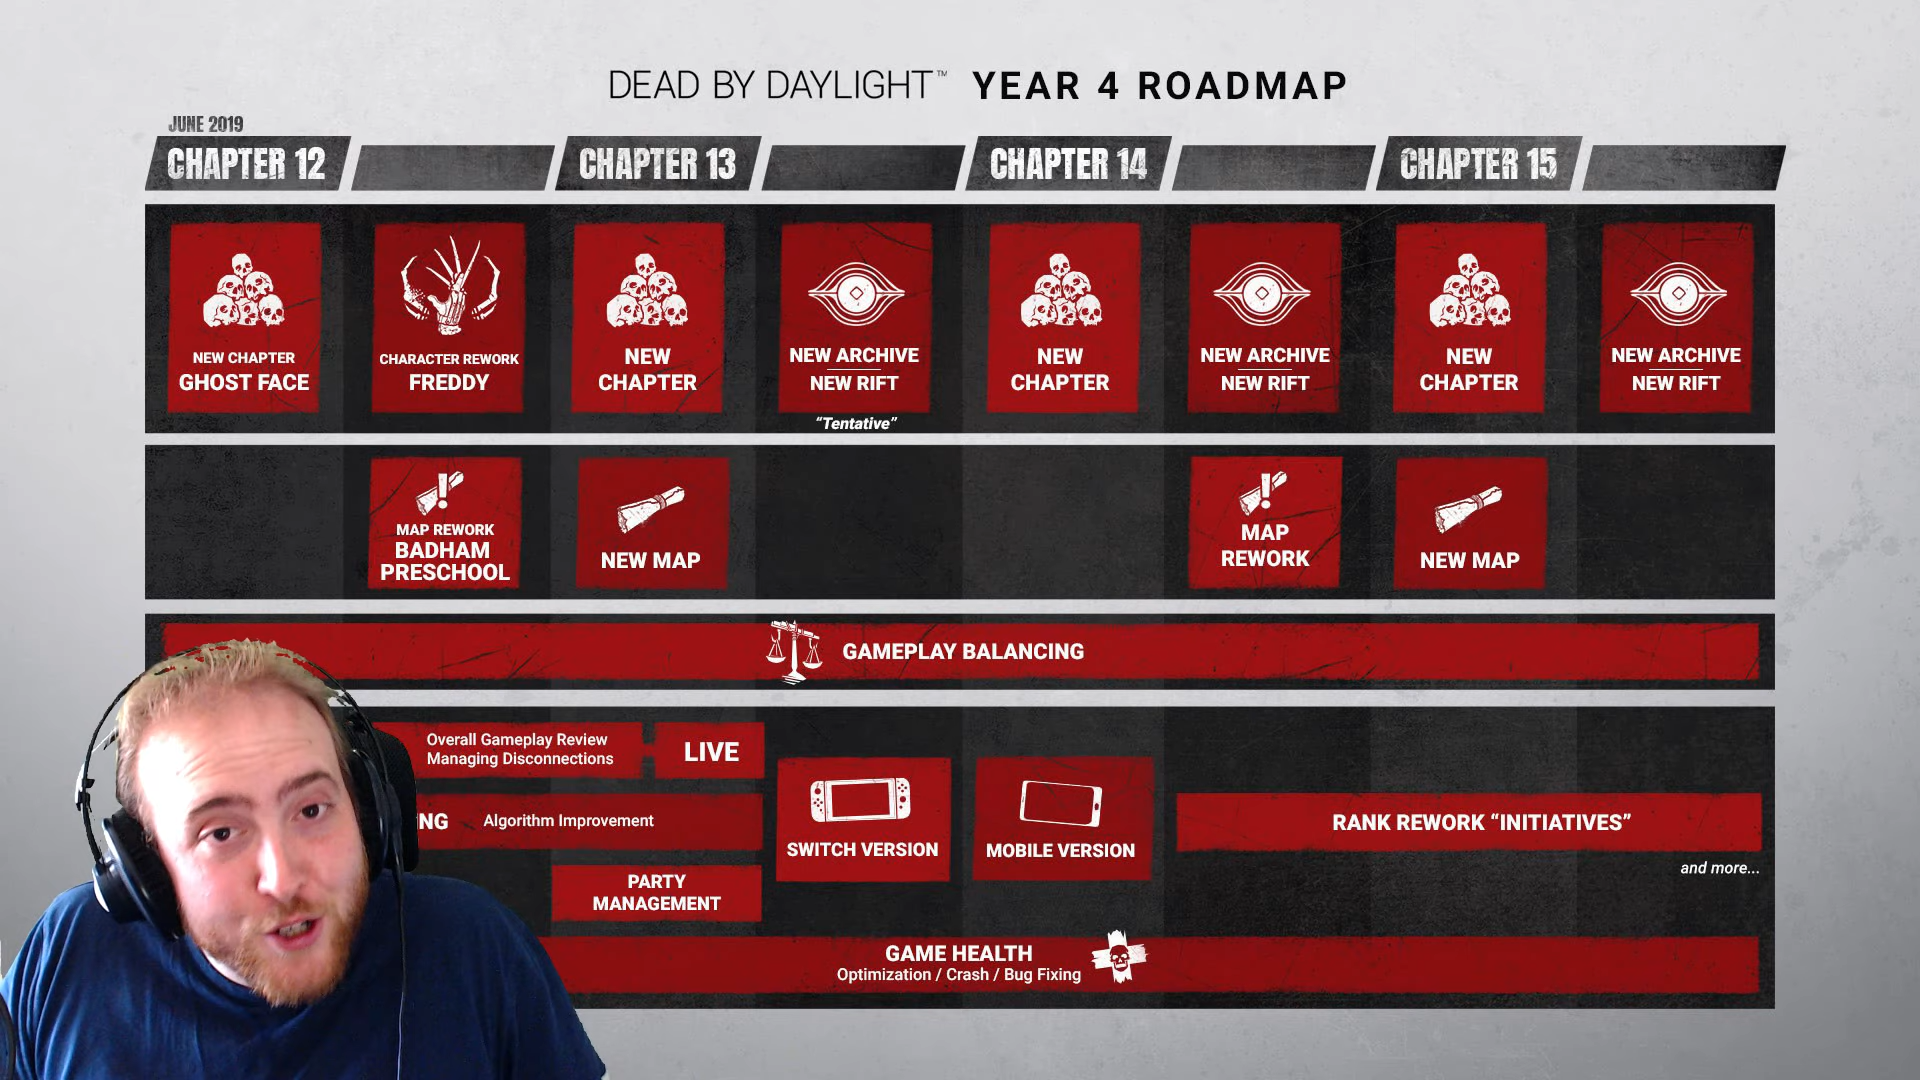 DEAD BY DAYLIGHT™ YEAR 4 ROADMAP
JUNE 2019
CHAPTER 12
CHAPTER 13
CHAPTER 14
CHAPTER 15
NEW CHAPTER
GHOST FACE
CHARACTER REWORK
FREDDY
NEW
CHAPTER
NEW ARCHIVE
NEW RIFT
"Tentative"
NEW
CHAPTER
NEW ARCHIVE
NEW RIFT
NEW
CHAPTER
NEW ARCHIVE
NEW RIFT
MAP REWORK
BADHAM
PRESCHOOL
NEW MAP
MAP
REWORK
NEW MAP
GAMEPLAY BALANCING
Overall Gameplay Review
Managing Disconnections
LIVE
NG Algorithm Improvement
PARTY
MANAGEMENT
SWITCH VERSION
MOBILE VERSION
RANK REWORK “INITIATIVES”
and more...
GAME HEALTH
Optimization / Crash / Bug Fixing